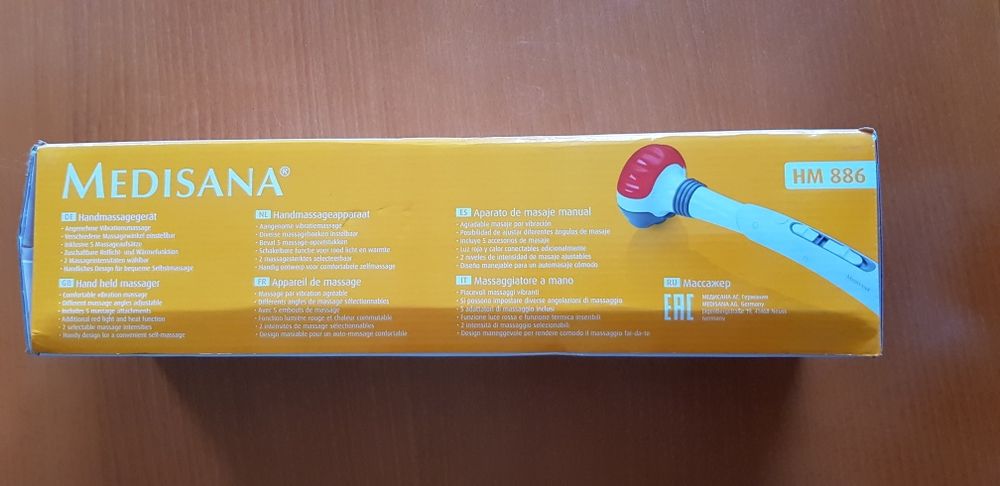 MEDISANA®
HM 886
DE Handmassagegerät
- Angenehme Vibrationsmassage
- Verschiedene Massagewinkel einstellbar
- Inklusive 5 Massageaufsätze
- Zuschaltbare Rotlicht- und Wärmefunktion
- 2 Massageintensitäten wählbar
- Handliches Design für bequeme Selbstmassage
GB Hand held massager
- Comfortable vibration massage
- Different massage angles adjustable
- Includes 5 massage attachments
- Additional red light and heat function
- 2 selectable massage intensities
- Handy design for a convenient self-massage
NL Handmassageapparaat
- Aangename vibratiemassage
- Diverse massagehoeken instelbaar
- Bevat 5 massage-opzetstukken
- Schakelbare functie voor rood licht en warmte
- 2 massagesterktes selecteerbaar
- Handig ontwerp voor comfortabele zelfmassage
FR Appareil de massage
- Massage par vibration agréable
- Différents angles de massage sélectionnables
- Avec 5 embouts de massage
- Fonction lumière rouge et chaleur commutable
- 2 intensités de massage sélectionnables
- Design maniable pour un auto-massage confortable
ES Aparato de masaje manual
- Agradable masaje por vibración
- Posibilidad de ajustar diferentes ángulos de masaje
- Incluye 5 accesorios de masaje
- Luz roja y calor conectables adicionalmente
- 2 niveles de intensidad de masaje ajustables
- Diseño manejable para un automasaje cómodo
IT Massaggiatore a mano
- Piacevoli massaggi vibranti
- Si possono impostare diverse angolazioni di massaggio
- 5 adattatori di massaggio inclusi
- Funzione luce rossa e funzione termica inseribili
- 2 intensità di massaggio selezionabili
- Design maneggevole per rendere comodo il massaggio fai-da-te
RU Массажер
EAC
МЕДИСАНА АГ, Германия
MEDISANA AG, Germany
41468 Neuss
Germany